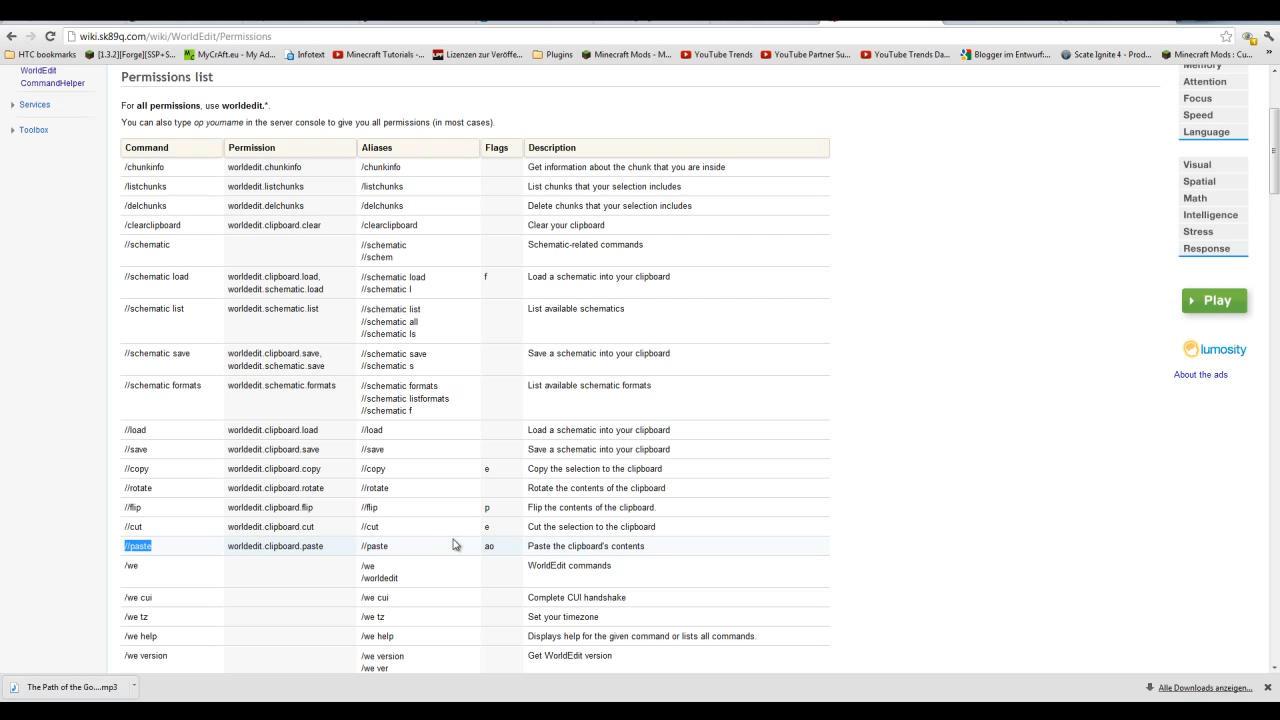 wiki.sk89q.com/wiki/WorldEdit/Permissions
HTC bookmarks [1.3.2][Forge][SSP+S... MyCrAft.eu - My Ad... Infotext Minecraft Tutorials -... Lizenzen zur Veröffe... Plugins Minecraft Mods - M... YouTube Trends YouTube Partner Su... YouTube Trends Da... Blogger im Entwurf:... Scate Ignite 4 - Prod... Minecraft Mods : Cu...
WorldEdit
CommandHelper
Services
Toolbox
Permissions list
For all permissions, use worldedit.*.
You can also type op yourname in the server console to give you all permissions (in most cases).
Command Permission Aliases Flags Description
/chunkinfo worldedit.chunkinfo /chunkinfo Get information about the chunk that you are inside
/listchunks worldedit.listchunks /listchunks List chunks that your selection includes
/delchunks worldedit.delchunks /delchunks Delete chunks that your selection includes
/clearclipboard worldedit.clipboard.clear /clearclipboard Clear your clipboard
//schematic //schematic Schematic-related commands
//schem
//schematic load worldedit.clipboard.load, //schematic load f Load a schematic into your clipboard
worldedit.schematic.load //schematic l
//schematic list worldedit.schematic.list //schematic list List available schematics
//schematic all
//schematic ls
//schematic save worldedit.clipboard.save, //schematic save Save a schematic into your clipboard
worldedit.schematic.save //schematic s
//schematic formats worldedit.schematic.formats //schematic formats List available schematic formats
//schematic listformats
//schematic f
//load worldedit.clipboard.load //load Load a schematic into your clipboard
//save worldedit.clipboard.save //save Save a schematic into your clipboard
//copy worldedit.clipboard.copy //copy e Copy the selection to the clipboard
//rotate worldedit.clipboard.rotate //rotate Rotate the contents of the clipboard
//flip worldedit.clipboard.flip //flip p Flip the contents of the clipboard.
//cut worldedit.clipboard.cut //cut e Cut the selection to the clipboard
//paste worldedit.clipboard.paste //paste ao Paste the clipboard's contents
/we /we WorldEdit commands
/worldedit
/we cui /we cui Complete CUI handshake
/we tz /we tz Set your timezone
/we help /we help Displays help for the given command or lists all commands.
/we version /we version Get WorldEdit version
/we ver
Memory
Attention
Focus
Speed
Language
Visual
Spatial
Math
Intelligence
Stress
Response
Play
lumosity
About the ads
The Path of the Go....mp3
Alle Downloads anzeigen...